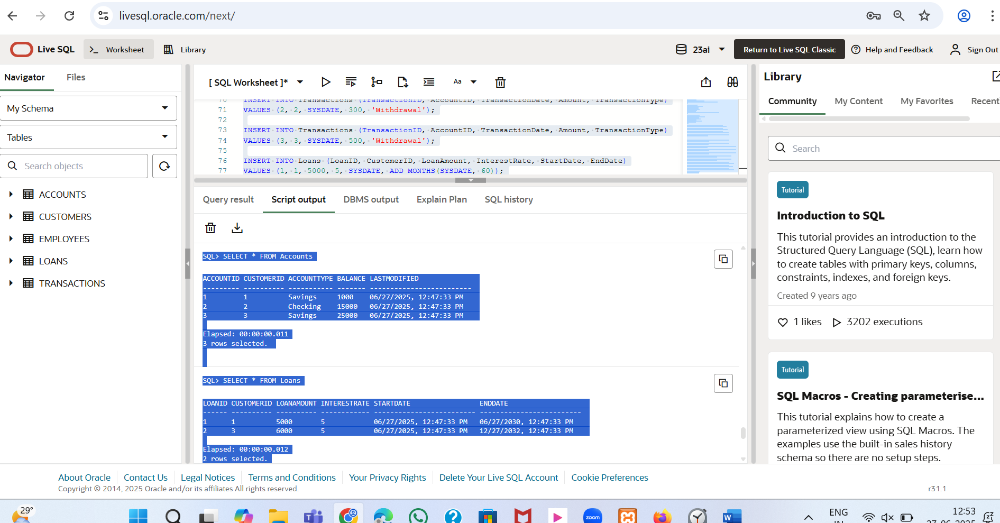 livesql.oracle.com/next/
Live SQL
Worksheet
Library
23ai
Return to Live SQL Classic
Help and Feedback
Sign Out
Navigator
Files
My Schema
Tables
Search objects
ACCOUNTS
CUSTOMERS
EMPLOYEES
LOANS
TRANSACTIONS
[ SQL Worksheet ]*
Aa
70 INSERT INTO Transactions (TransactionID, AccountID, TransactionDate, Amount, TransactionType)
71 VALUES (2, 2, SYSDATE, 300, 'Withdrawal');
72
73 INSERT INTO Transactions (TransactionID, AccountID, TransactionDate, Amount, TransactionType)
74 VALUES (3, 3, SYSDATE, 500, 'Withdrawal');
75
76 INSERT INTO Loans (LoanID, CustomerID, LoanAmount, InterestRate, StartDate, EndDate)
77 VALUES (1, 1, 5000, 5, SYSDATE, ADD_MONTHS(SYSDATE, 60));
Query result
Script output
DBMS output
Explain Plan
SQL history
SQL> SELECT * FROM Accounts
ACCOUNTID CUSTOMERID ACCOUNTTYPE BALANCE LASTMODIFIED
--------- ---------- ----------- ------- -------------------------
1 1 Savings 1000 06/27/2025, 12:47:33 PM
2 2 Checking 15000 06/27/2025, 12:47:33 PM
3 3 Savings 25000 06/27/2025, 12:47:33 PM
Elapsed: 00:00:00.011
3 rows selected.
SQL> SELECT * FROM Loans
LOANID CUSTOMERID LOANAMOUNT INTERESTRATE STARTDATE ENDDATE
------ ---------- ---------- ------------ ------------------------- -------------------------
1 1 5000 5 06/27/2025, 12:47:33 PM 06/27/2030, 12:47:33 PM
2 3 6000 5 06/27/2025, 12:47:33 PM 12/27/2032, 12:47:33 PM
Elapsed: 00:00:00.012
2 rows selected.
Library
Community
My Content
My Favorites
Recent
Search
Tutorial
Introduction to SQL
This tutorial provides an introduction to the
Structured Query Language (SQL), learn how
to create tables with primary keys, columns,
constraints, indexes, and foreign keys.
Created 9 years ago
1 likes
3202 executions
Tutorial
SQL Macros - Creating parameterise...
This tutorial explains how to create a
parameterized view using SQL Macros. The
examples use the built-in sales history
schema so there are no setup steps.
About Oracle
Contact Us
Legal Notices
Terms and Conditions
Your Privacy Rights
Delete Your Live SQL Account
Cookie Preferences
Copyright © 2014, 2025 Oracle and/or its affiliates All rights reserved.
r31.1
29°
zoom
W
ENG
IN
12:53
27-06-2025